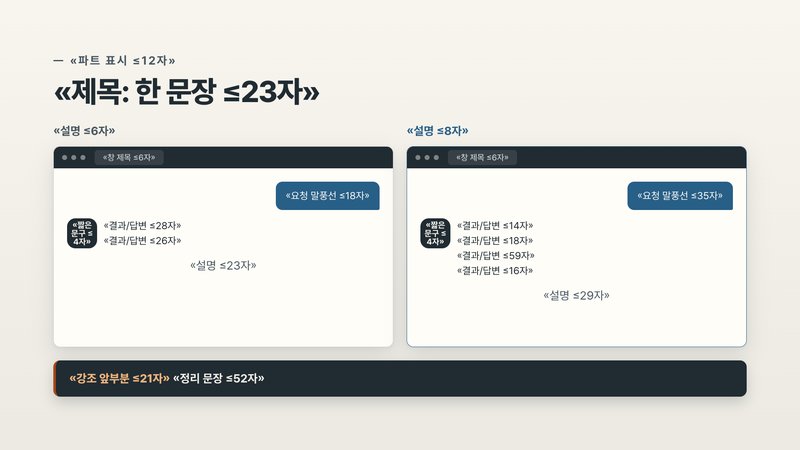 — «파트 표시 ≤12자»
«제목: 한 문장 ≤23자»
«설명 ≤6자»
«창 제목 ≤6자»
«요청 말풍선 ≤18자»
«짧은
문구 ≤
4자»
«결과/답변 ≤28자»
«결과/답변 ≤26자»
«설명 ≤23자»
«설명 ≤8자»
«창 제목 ≤6자»
«요청 말풍선 ≤35자»
«짧은
문구 ≤
4자»
«결과/답변 ≤14자»
«결과/답변 ≤18자»
«결과/답변 ≤59자»
«결과/답변 ≤16자»
«설명 ≤29자»
«강조 앞부분 ≤21자» «정리 문장 ≤52자»